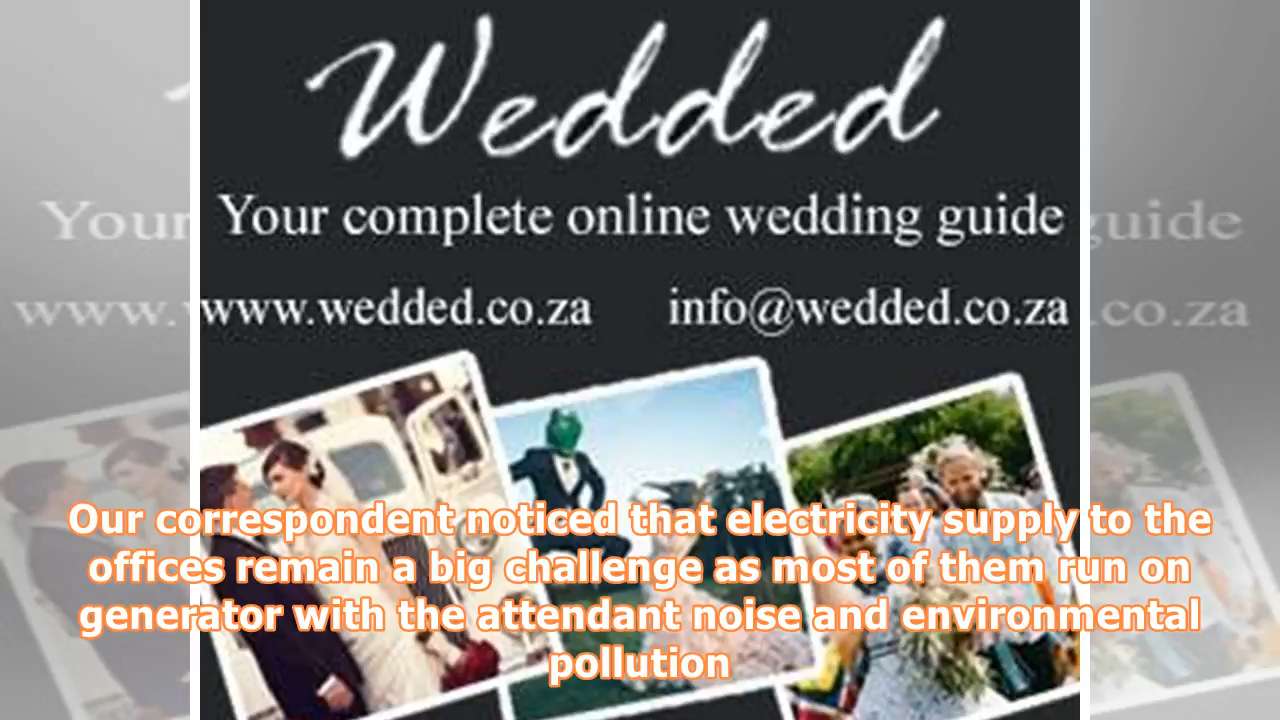 Wedded
Your complete online wedding guide
www.wedded.co.za info@wedded.co.za
Our correspondent noticed that electricity supply to the
offices remain a big challenge as most of them run on
generator with the attendant noise and environmental
pollution